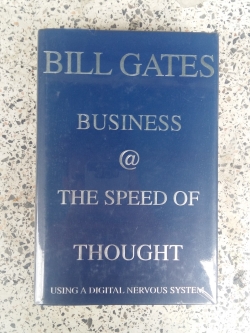 BILL GATES
BUSINESS
@
THE SPEED OF
THOUGHT
USING A DIGITAL NERVOUS SYSTEM